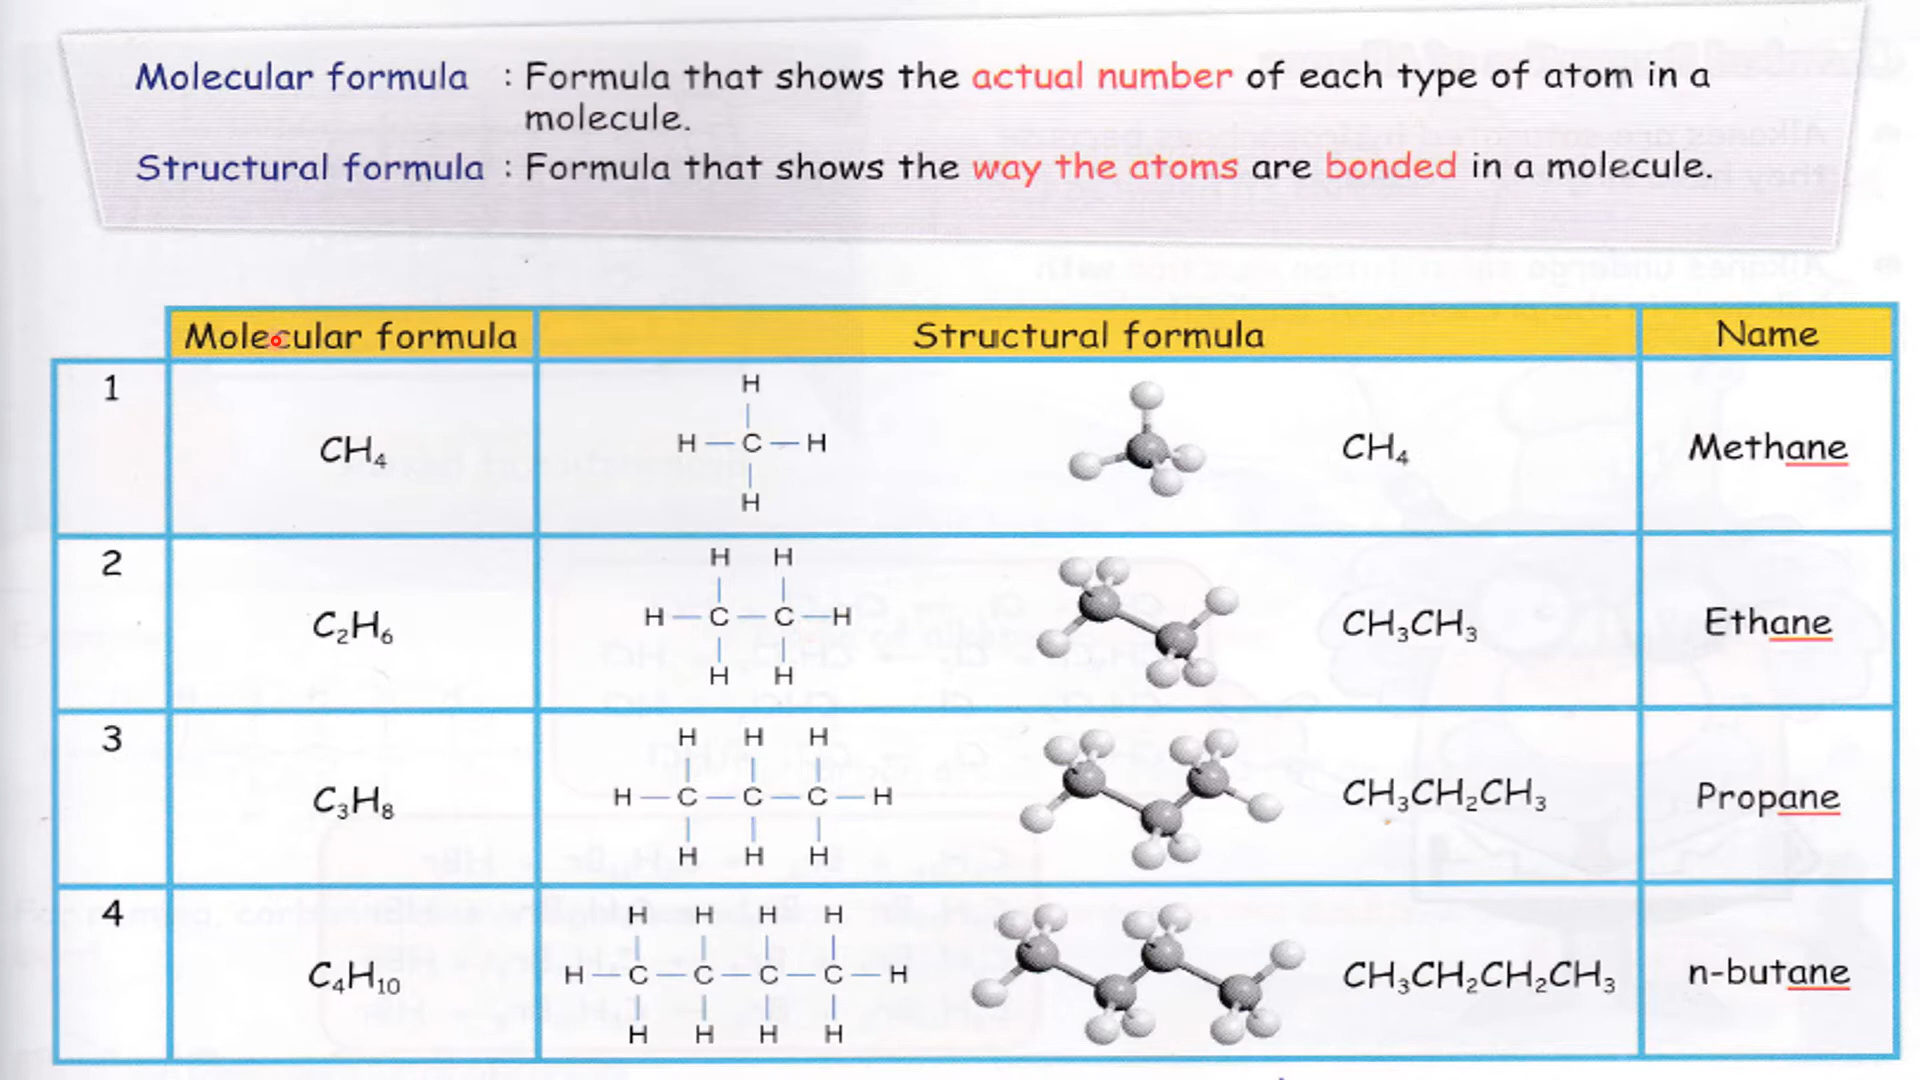 Molecular formula : Formula that shows the actual number of each type of atom in a
molecule.
Structural formula : Formula that shows the way the atoms are bonded in a molecule.
Molecular formula Structural formula Name
1
CH₄
H
H C H
H
CH₄
Methane
2
C₂H₆
H H
H C C H
H H
CH₃CH₃
Ethane
3
C₃H₈
H H H
H C C C H
H H H
CH₃CH₂CH₃
Propane
4
C₄H₁₀
H H H H
H C C C C H
H H H H
CH₃CH₂CH₂CH₃
n-butane